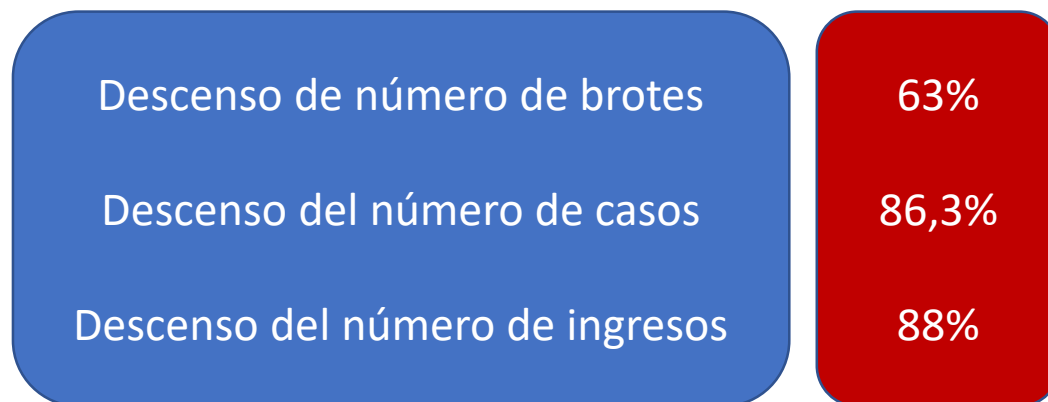 Descenso de número de brotes 63%
Descenso del número de casos 86,3%
Descenso del número de ingresos 88%